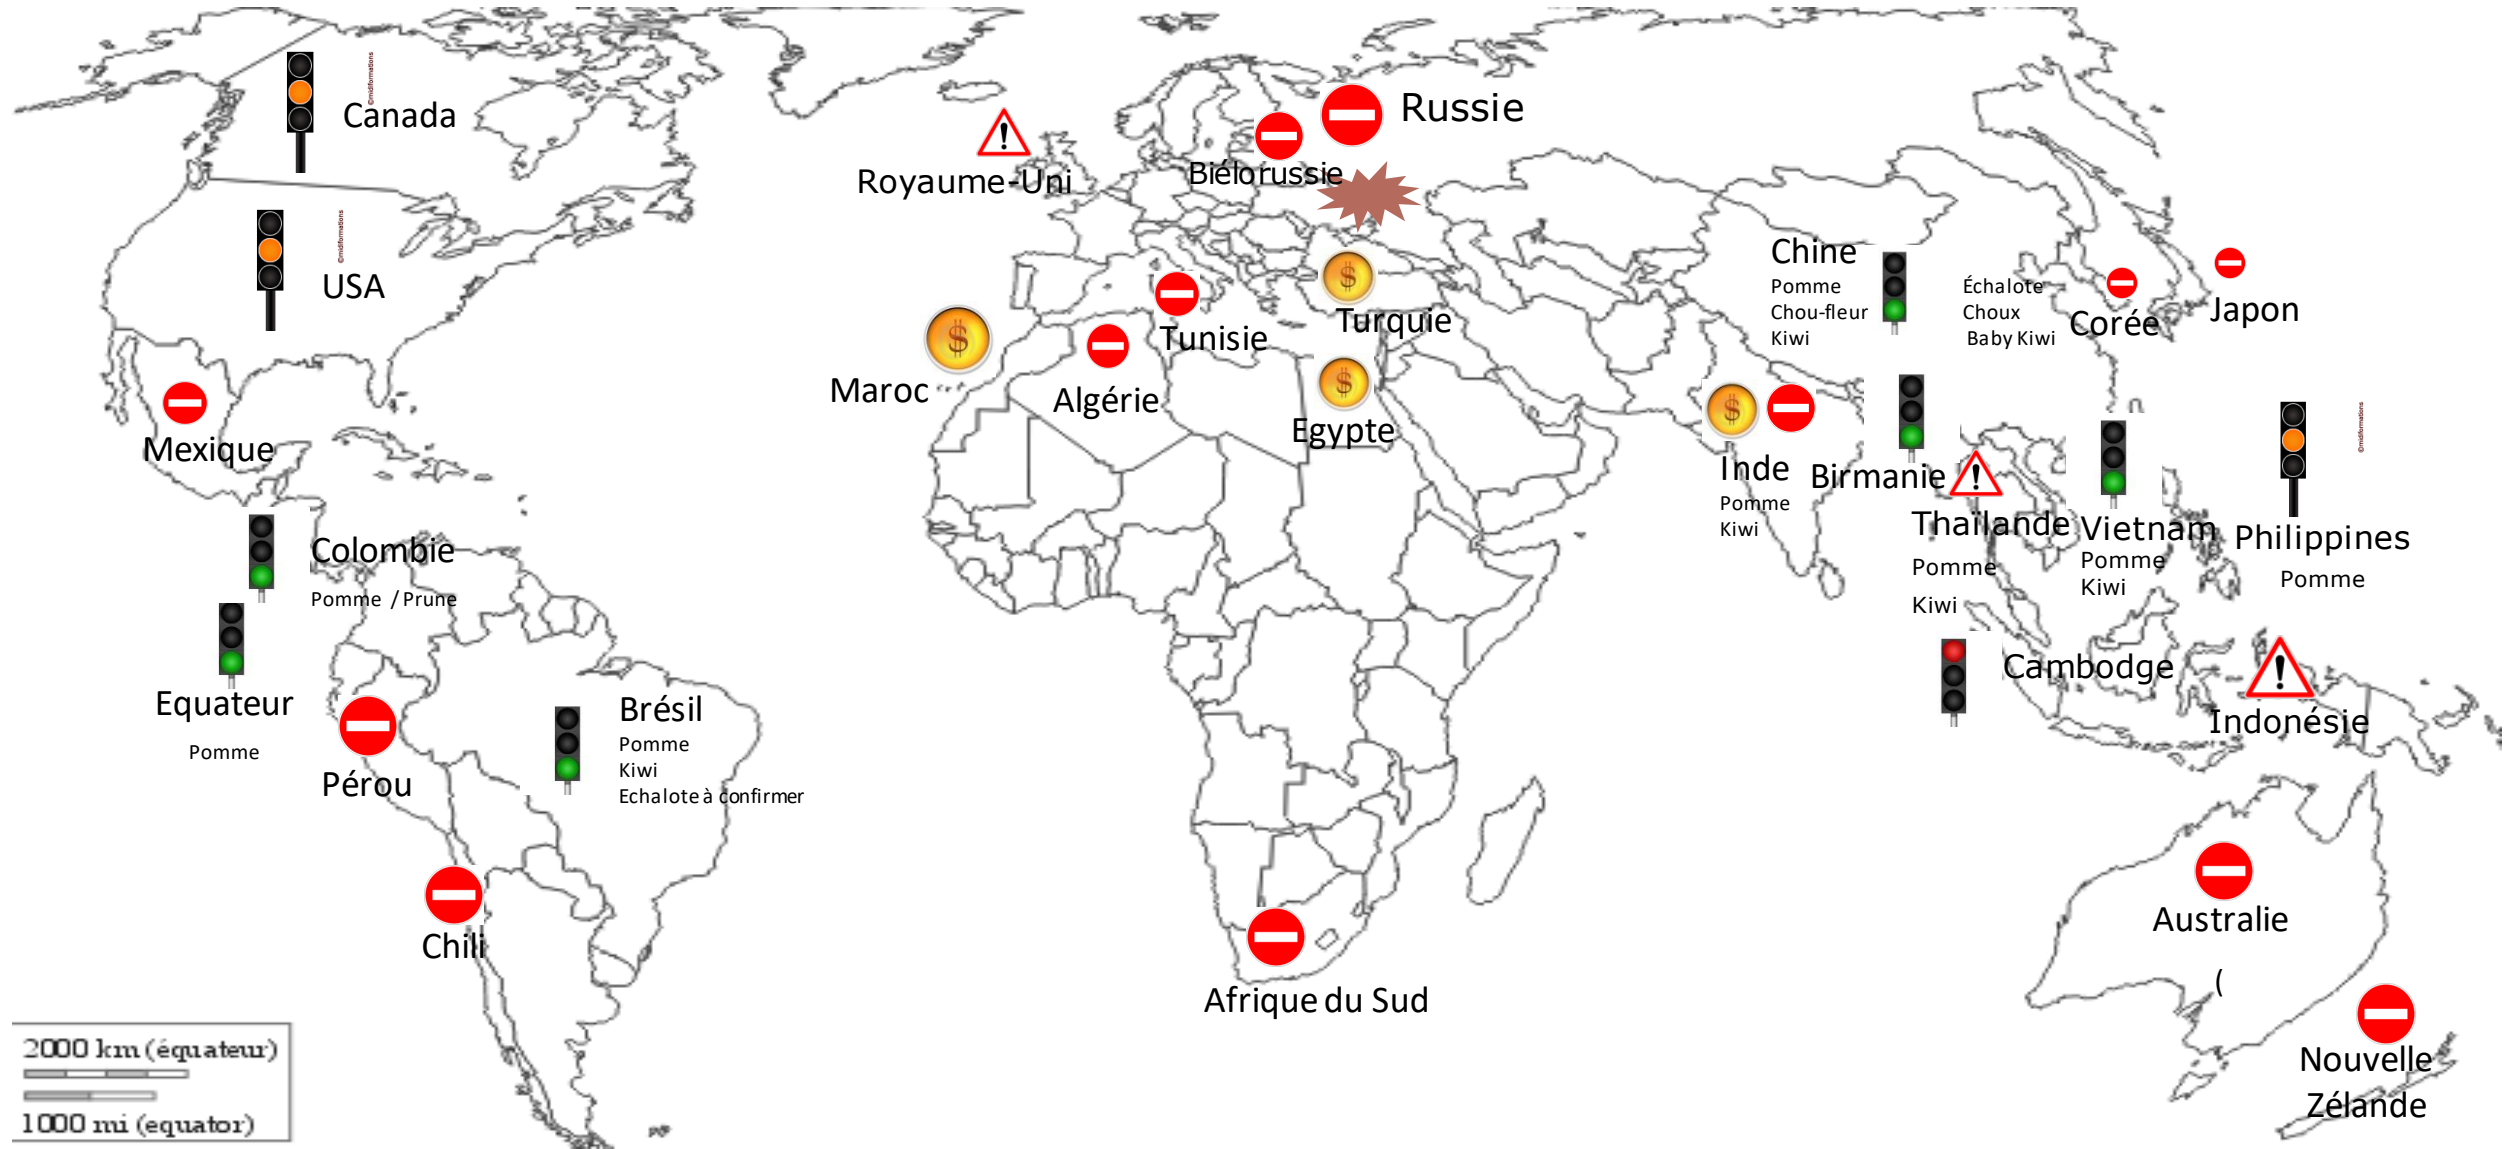 ©midiformations
Canada
Russie
Biélorussie
Royaume-Uni
©midiformations
USA
Chine
Pomme
Chou-fleur
Kiwi
Échalote
Choux
Baby Kiwi
Corée
Japon
Turquie
Tunisie
Maroc
Algérie
Egypte
Mexique
Inde
Pomme
Kiwi
Birmanie
©midiformations
Thaïlande
Pomme
Kiwi
Vietnam
Pomme
Kiwi
Philippines
Pomme
Colombie
Pomme / Prune
Equateur
Pomme
Pérou
Brésil
Pomme
Kiwi
Echalote à confirmer
Cambodge
Indonésie
Chili
Afrique du Sud
Australie
(
Nouvelle
Zélande
2000 km (équateur)
1000 mi (equator)